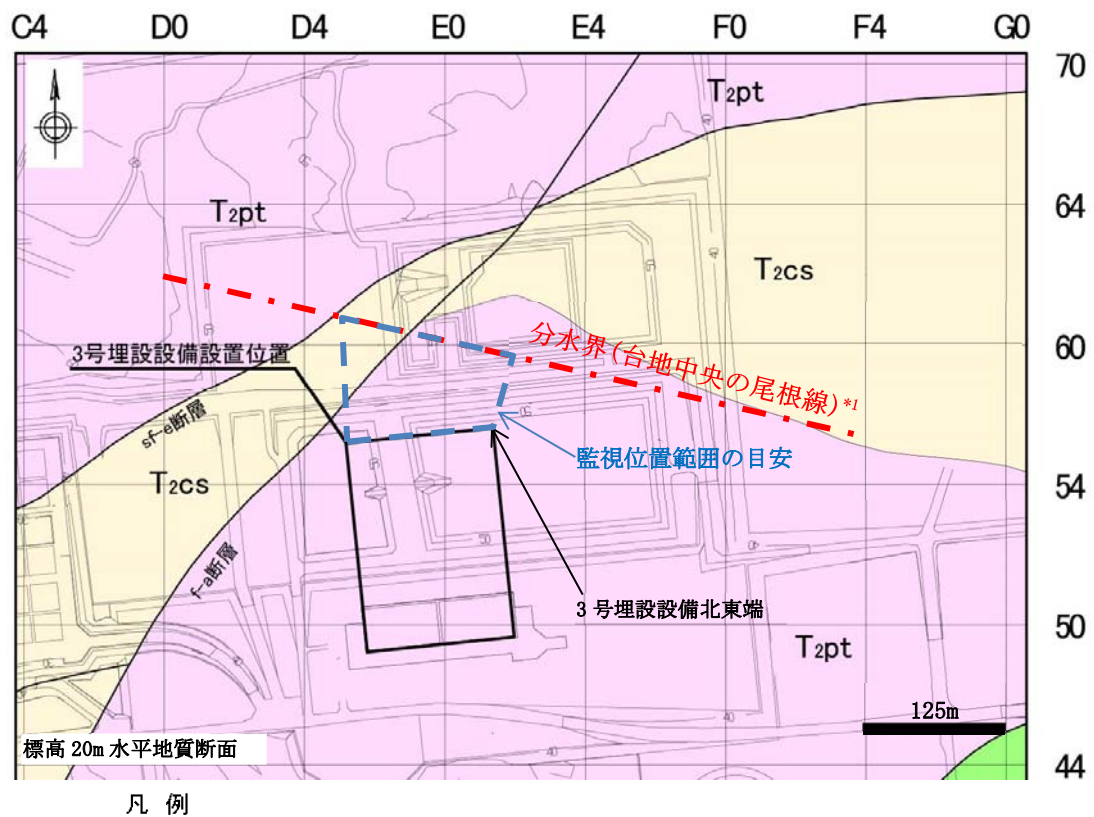 C4 D0 D4 E0 E4 F0 F4 G0
70
T2pt
64
T2pt
T2cs
60
分水界(台地中央の尾根線)*1
3号埋設設備設置位置
sf-e断層
監視位置範囲の目安
54
T2cs
f-a断層
3号埋設設備北東端
50
T2pt
125m
標高20m水平地質断面
44
凡 例